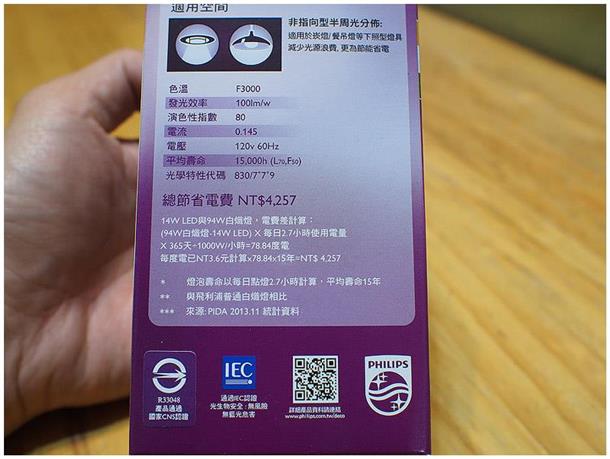 適用空間
非指向型半周光分佈:
適用於崁燈/餐吊燈等下照型燈具
減少光源浪費, 更為節能省電
色溫 F3000
發光效率 100lm/w
演色性指數 80
電流 0.145
電壓 120v 60Hz
平均壽命 15,000h (L70,F50)
光學特性代碼 830/7"7"9
總節省電費 NT$4,257
14W LED與94W白熾燈，電費差計算：
(94W白熾燈-14W LED) X 每日2.7小時使用電量
X 365天÷1000W/小時=78.84度電
每度電已NT3.6元計算x78.84x15年=NT$ 4,257
* 燈泡壽命以每日點燈2.7小時計算，平均壽命15年
** 與飛利浦普通白熾燈相比
*** 來源: PIDA 2013.11 統計資料
R33048
產品通過
國家CNS認證
IEC
通過IEC認證
光生物安全 : 無風險
無藍光危害
詳細產品資料請連結
www.philips.com.tw/deco
PHILIPS